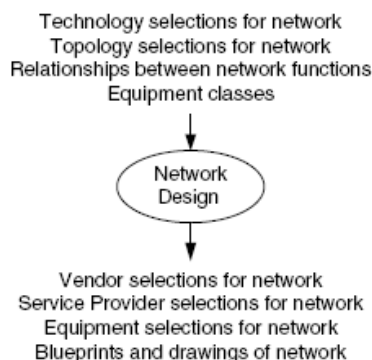 Technology selections for network
Topology selections for network
Relationships between network functions
Equipment classes
Network
Design
Vendor selections for network
Service Provider selections for network
Equipment selections for network
Blueprints and drawings of network